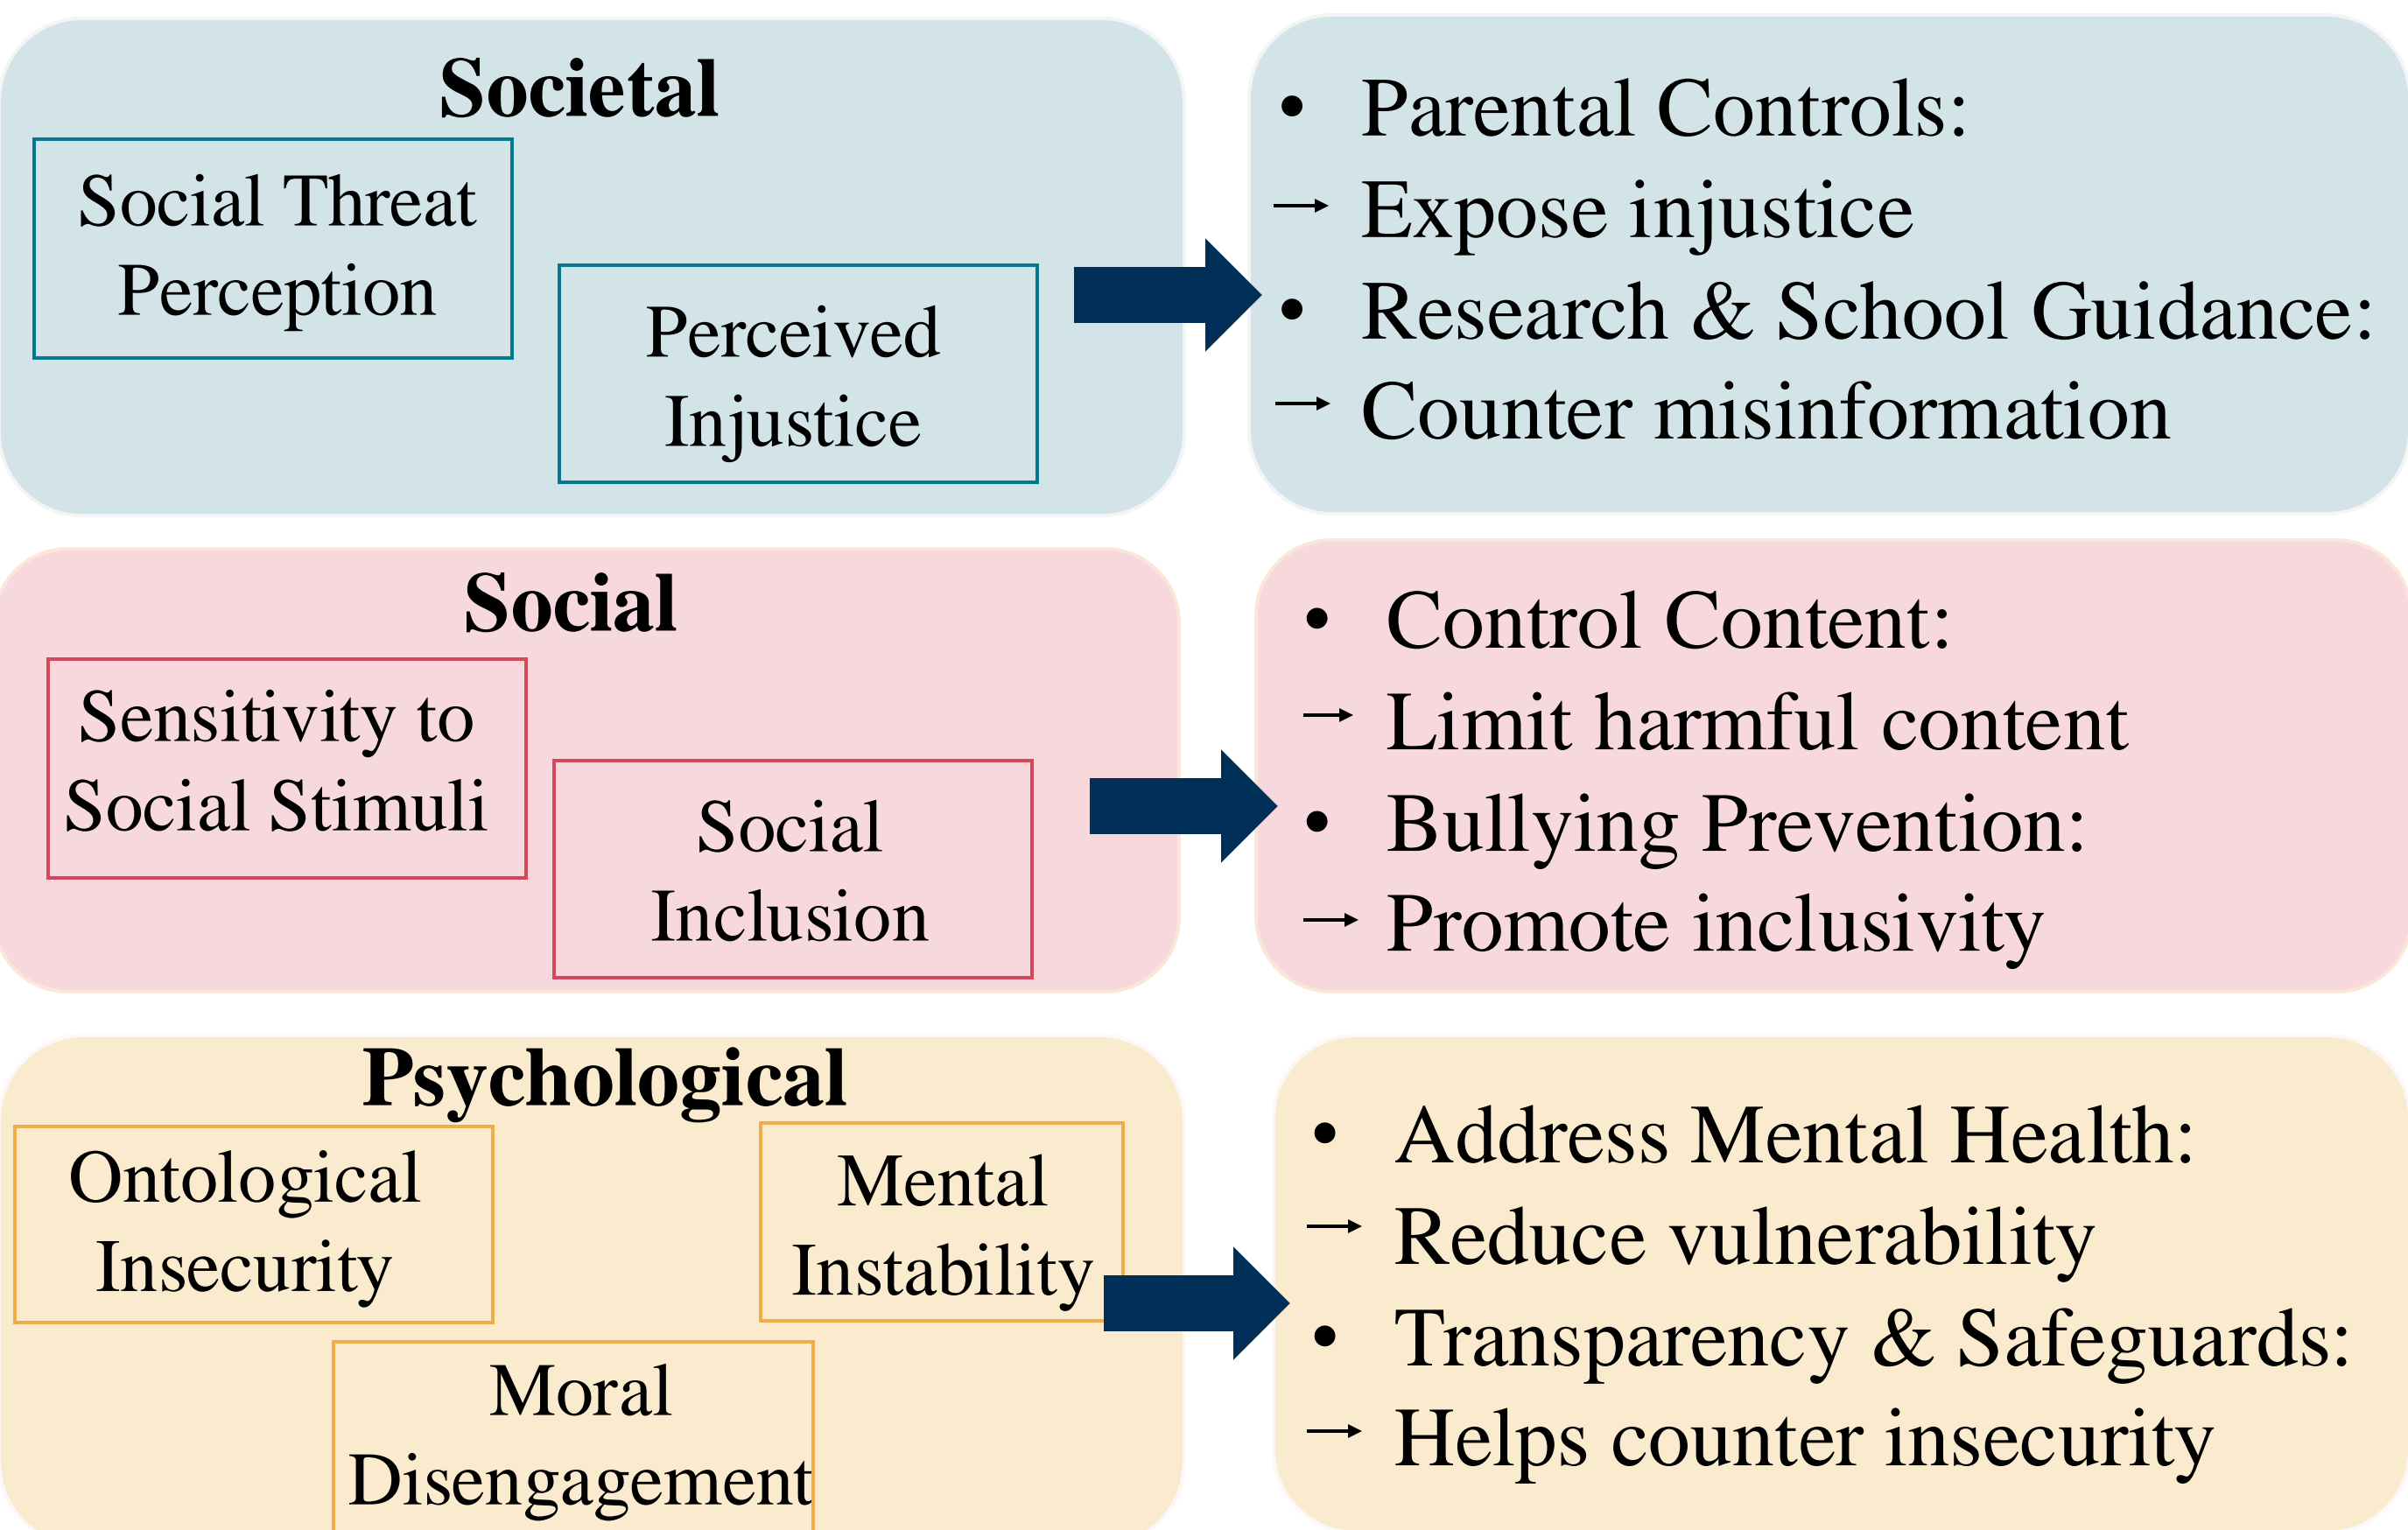 Societal
Social Threat
Perception
Perceived
Injustice
• Parental Controls:
→ Expose injustice
• Research & School Guidance:
→ Counter misinformation
Social
Sensitivity to
Social Stimuli
Social
Inclusion
• Control Content:
→ Limit harmful content
• Bullying Prevention:
→ Promote inclusivity
Psychological
Ontological
Insecurity
Mental
Instability
Moral
Disengagement
• Address Mental Health:
→ Reduce vulnerability
• Transparency & Safeguards:
→ Helps counter insecurity